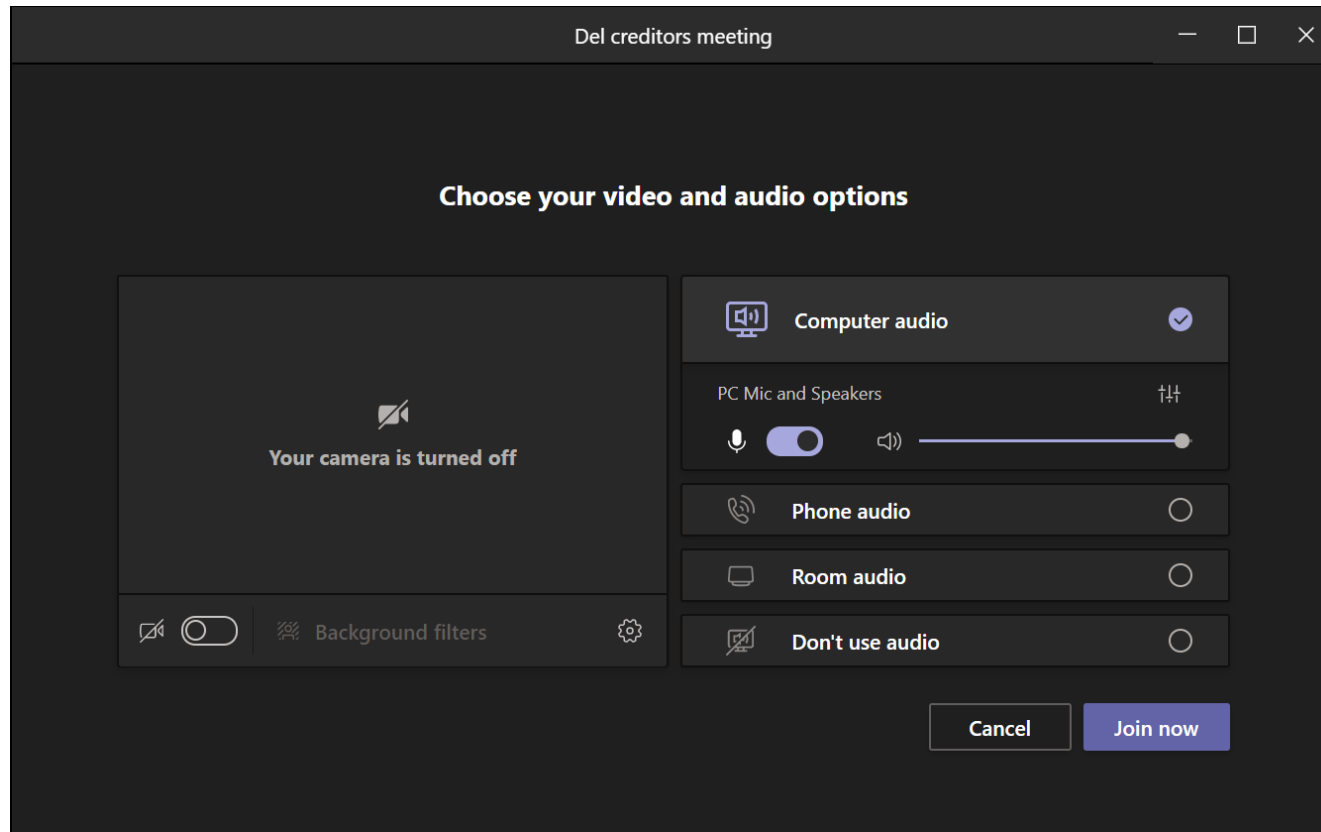 Del creditors meeting
Choose your video and audio options
Your camera is turned off
Background filters
Computer audio
PC Mic and Speakers
Phone audio
Room audio
Don't use audio
Cancel
Join now